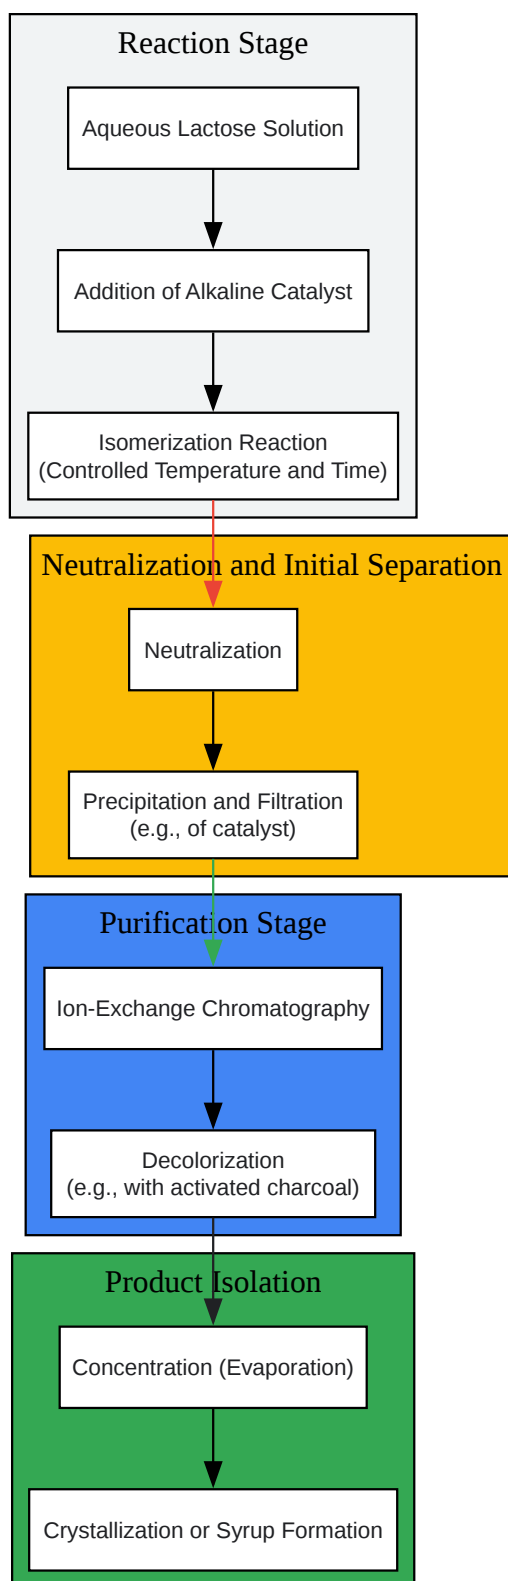 Reaction Stage
Aqueous Lactose Solution
Addition of Alkaline Catalyst
Isomerization Reaction
(Controlled Temperature and Time)
Neutralization and Initial Separation
Neutralization
Precipitation and Filtration
(e.g., of catalyst)
Purification Stage
Ion-Exchange Chromatography
Decolorization
(e.g., with activated charcoal)
Product Isolation
Concentration (Evaporation)
Crystallization or Syrup Formation